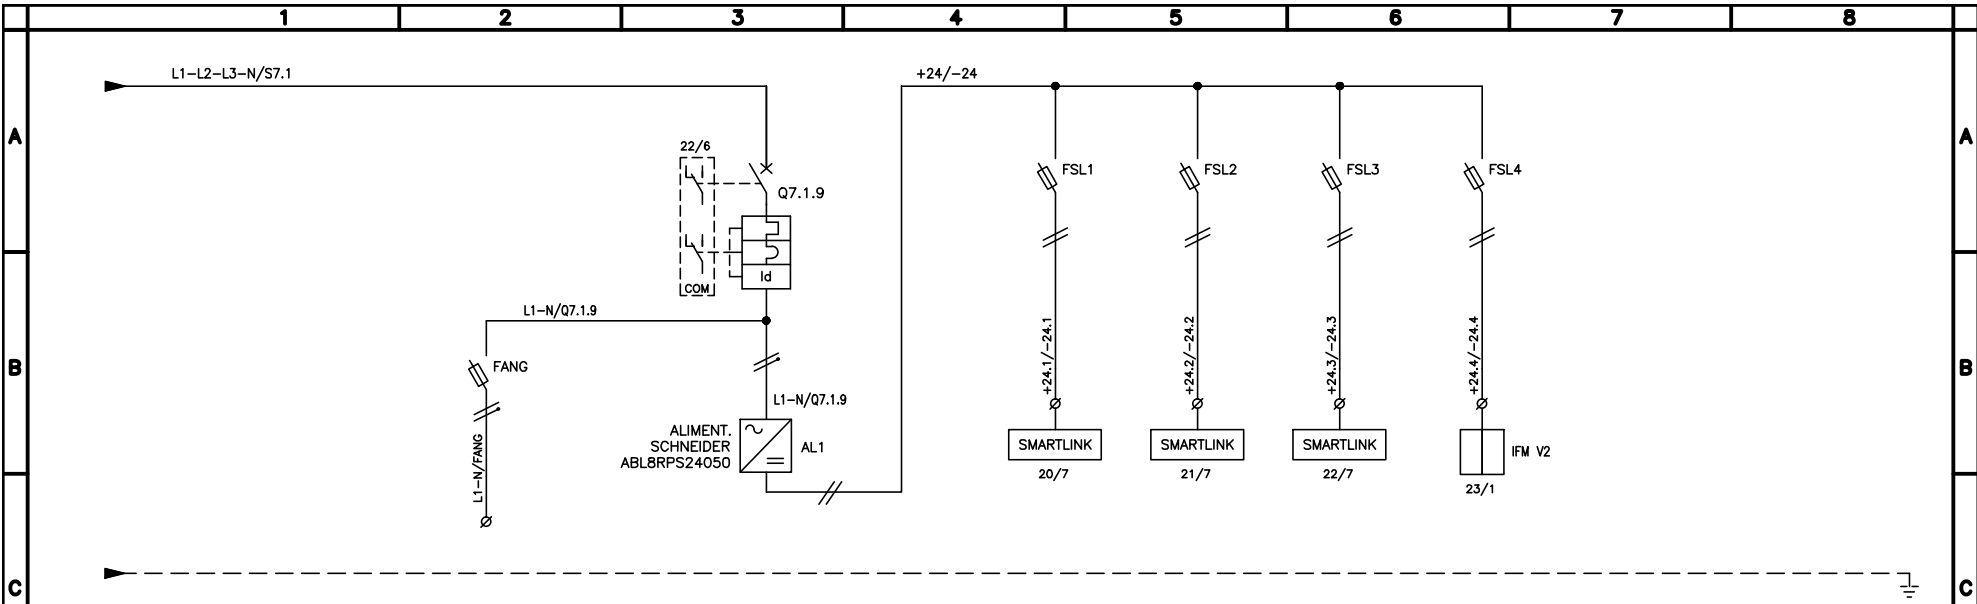 1 2 3 4 5 6 7 8
L1-L2-L3-N/S7.1
+24/-24
A
A
22/6
FSL1
FSL2
FSL3
FSL4
Q7.1.9
Id
COM
L1-N/Q7.1.9
+24.1/-24.1
+24.2/-24.2
+24.3/-24.3
+24.4/-24.4
B
FANG
B
L1-N/Q7.1.9
ALIMENT.
SCHNEIDER
ABL8RPS24050
AL1
SMARTLINK
SMARTLINK
SMARTLINK
IFM V2
L1-N/FANG
20/7
21/7
22/7
23/1
C
C